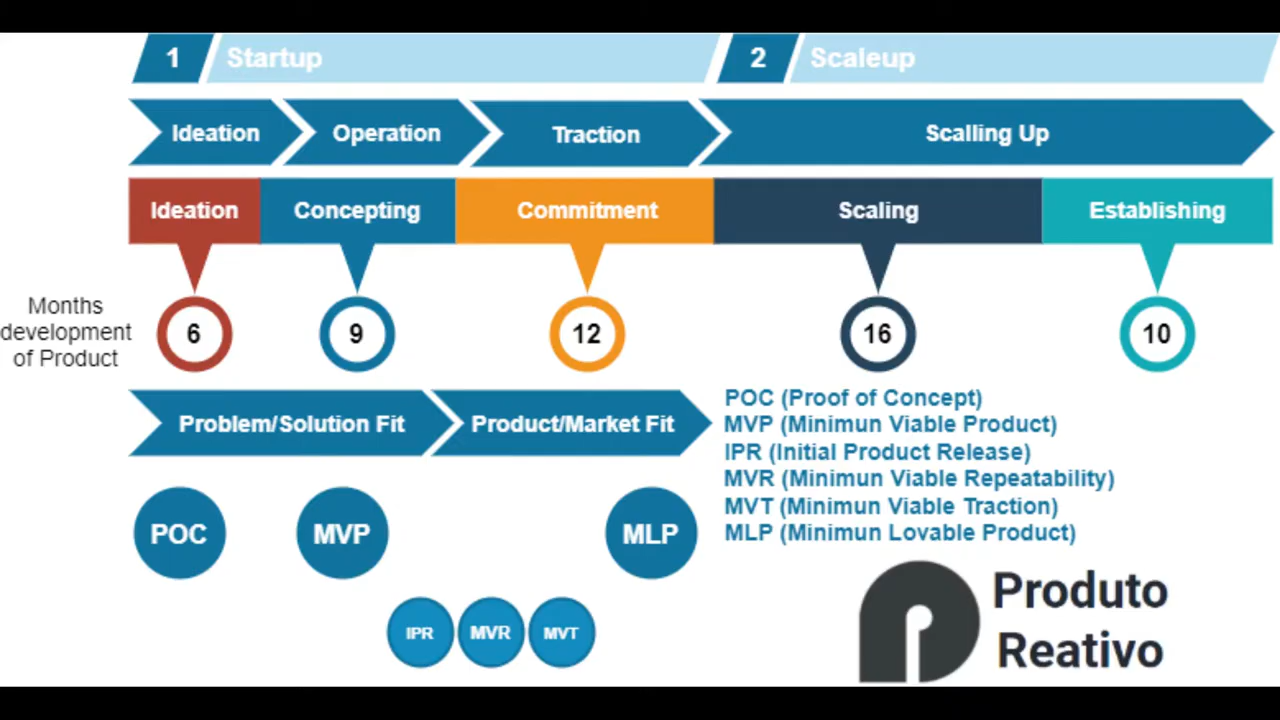 1 Startup 2 Scaleup
Ideation Operation Traction Scalling Up
Ideation Concepting Commitment Scaling Establishing
Months
development
of Product
6 9 12 16 10
Problem/Solution Fit Product/Market Fit
POC (Proof of Concept)
MVP (Minimun Viable Product)
IPR (Initial Product Release)
MVR (Minimun Viable Repeatability)
MVT (Minimun Viable Traction)
MLP (Minimun Lovable Product)
POC MVP MLP
IPR MVR MVT
Produto
Reativo